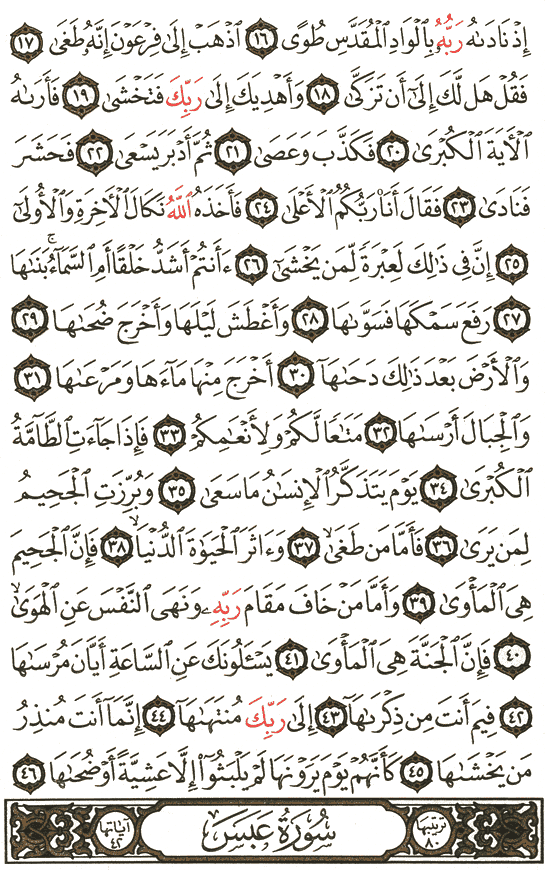 إِذْ نَادَىٰهُ رَبُّهُۥ بِٱلْوَادِ ٱلْمُقَدَّسِ طُوًى ١٦ ٱذْهَبْ إِلَىٰ فِرْعَوْنَ إِنَّهُۥ طَغَىٰ ١٧
فَقُلْ هَل لَّكَ إِلَىٰٓ أَن تَزَكَّىٰ ١٨ وَأَهْدِيَكَ إِلَىٰ رَبِّكَ فَتَخْشَىٰ ١٩ فَأَرَىٰهُ
ٱلْأَيَةَ ٱلْكُبْرَىٰ ٢٠ فَكَذَّبَ وَعَصَىٰ ٢١ ثُمَّ أَدْبَرَ يَسْعَىٰ ٢٢ فَحَشَرَ
فَنَادَىٰ ٢٣ فَقَالَ أَنَا۠ رَبُّكُمُ ٱلْأَعْلَىٰ ٢٤ فَأَخَذَهُ ٱللَّهُ نَكَالَ ٱلْأَخِرَةِ وَٱلْأُولَىٰٓ
٢٥ إِنَّ فِى ذَٰلِكَ لَعِبْرَةً لِّمَن يَخْشَىٰٓ ٢٦ ءَأَنتُمْ أَشَدُّ خَلْقًا أَمِ ٱلسَّمَآءُ ۚ بَنَىٰهَا
٢٧ رَفَعَ سَمْكَهَا فَسَوَّىٰهَا ٢٨ وَأَغْطَشَ لَيْلَهَا وَأَخْرَجَ ضُحَىٰهَا ٢٩
وَٱلْأَرْضَ بَعْدَ ذَٰلِكَ دَحَىٰهَآ ٣٠ أَخْرَجَ مِنْهَا مَآءَهَا وَمَرْعَىٰهَا ٣١
وَٱلْجِبَالَ أَرْسَىٰهَا ٣٢ مَتَٰعًا لَّكُمْ وَلِأَنْعَٰمِكُمْ ٣٣ فَإِذَا جَآءَتِ ٱلطَّآمَّةُ
ٱلْكُبْرَىٰ ٣٤ يَوْمَ يَتَذَكَّرُ ٱلْإِنسَٰنُ مَا سَعَىٰ ٣٥ وَبُرِّزَتِ ٱلْجَحِيمُ
لِمَن يَرَىٰ ٣٦ فَأَمَّا مَن طَغَىٰ ٣٧ وَءَاثَرَ ٱلْحَيَوٰةَ ٱلدُّنْيَا ٣٨ فَإِنَّ ٱلْجَحِيمَ
هِىَ ٱلْمَأْوَىٰ ٣٩ وَأَمَّا مَنْ خَافَ مَقَامَ رَبِّهِۦ وَنَهَى ٱلنَّفْسَ عَنِ ٱلْهَوَىٰ
٤٠ فَإِنَّ ٱلْجَنَّةَ هِىَ ٱلْمَأْوَىٰ ٤١ يَسْـَٔلُونَكَ عَنِ ٱلسَّاعَةِ أَيَّانَ مُرْسَىٰهَا
٤٢ فِيمَ أَنتَ مِن ذِكْرَىٰهَآ ٤٣ إِلَىٰ رَبِّكَ مُنتَهَىٰهَآ ٤٤ إِنَّمَآ أَنتَ مُنذِرُ
مَن يَخْشَىٰهَا ٤٥ كَأَنَّهُمْ يَوْمَ يَرَوْنَهَا لَمْ يَلْبَثُوٓا۟ إِلَّا عَشِيَّةً أَوْ ضُحَىٰهَا ٤٦
ترتيبها ٨٠ سُورَةُ عَبَسَ آياتها ٤٢